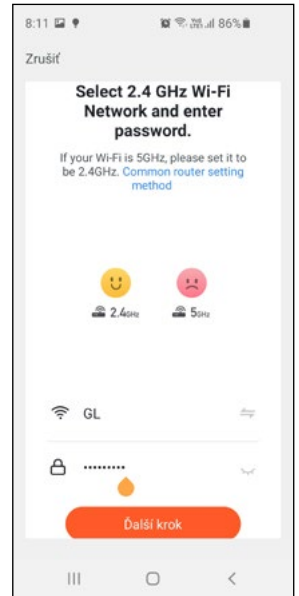 8:11 86%
Zrušiť
Select 2.4 GHz Wi-Fi
Network and enter
password.
If your Wi-Fi is 5GHz, please set it to
be 2.4GHz. Common router setting
method
2.4GHz 5GHz
GL
•••••••••
Ďalší krok